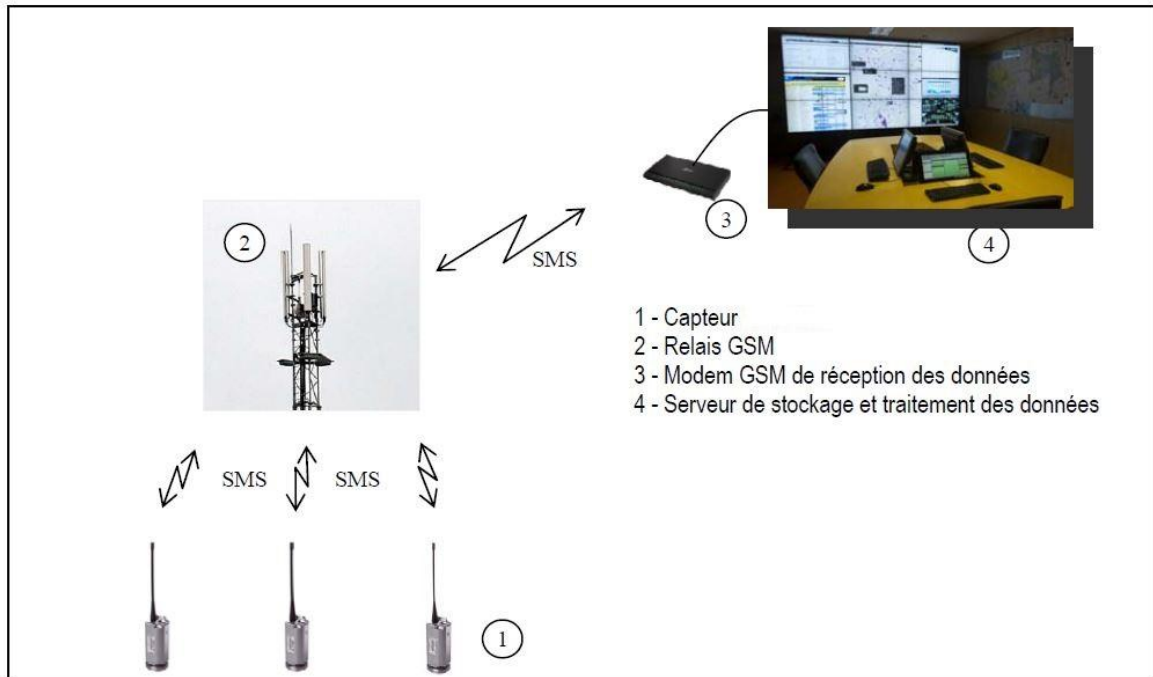 2
SMS
3
4
1 - Capteur
2 - Relais GSM
3 - Modem GSM de réception des données
4 - Serveur de stockage et traitement des données
SMS SMS
1